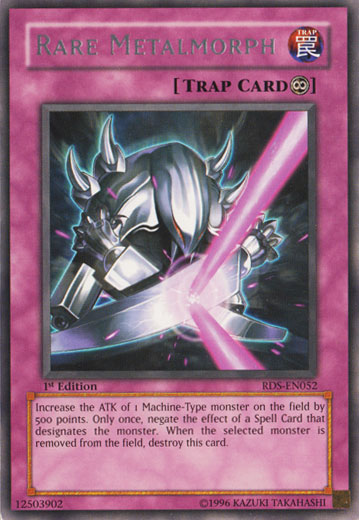 RARE METALMORPH
TRAP
罠
[TRAP CARD]
1st Edition
RDS-EN052
Increase the ATK of 1 Machine-Type monster on the field by
500 points. Only once, negate the effect of a Spell Card that
designates the monster. When the selected monster is
removed from the field, destroy this card.
12503902
©1996 KAZUKI TAKAHASHI